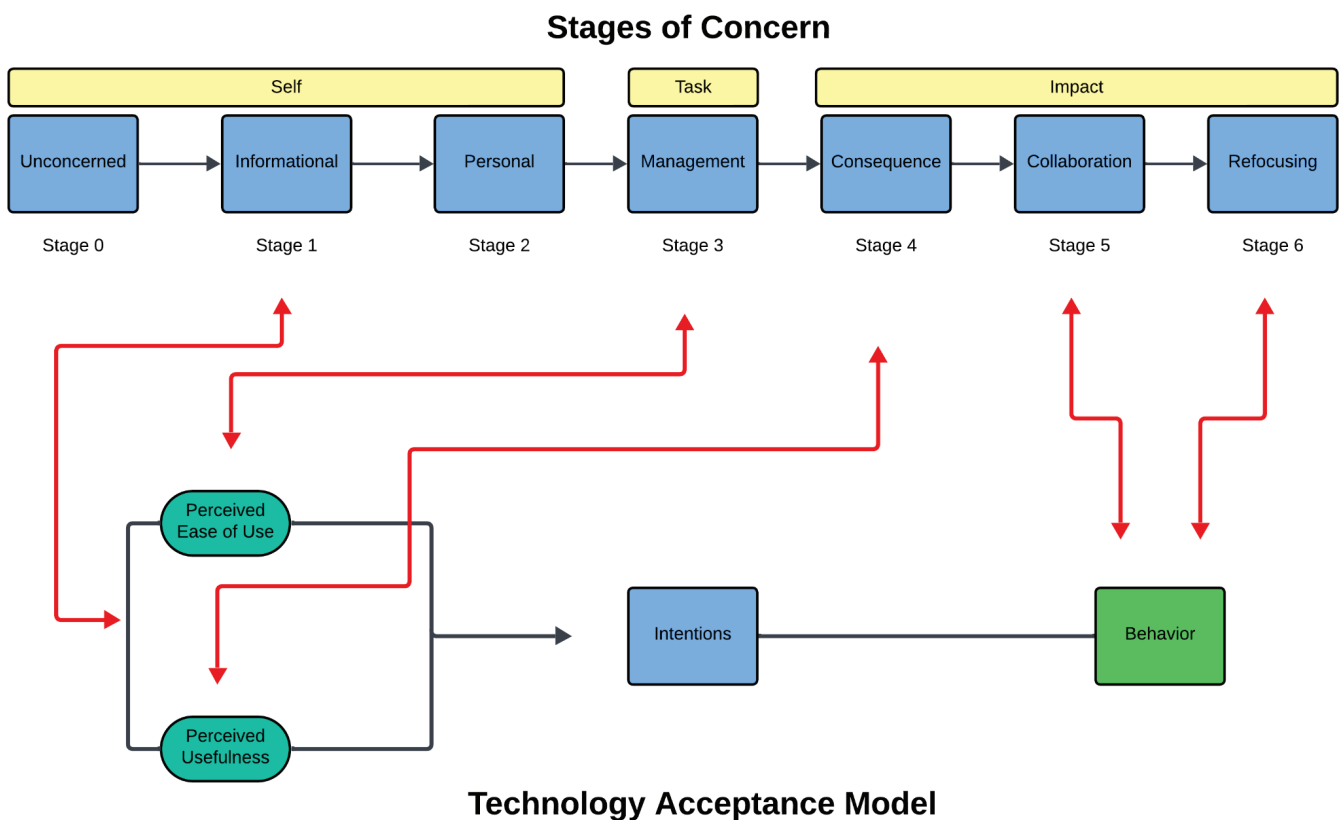 Stages of Concern
Self
Task
Impact
Unconcerned
Informational
Personal
Management
Consequence
Collaboration
Refocusing
Stage 0
Stage 1
Stage 2
Stage 3
Stage 4
Stage 5
Stage 6
Perceived
Ease of Use
Intentions
Behavior
Perceived
Usefulness
Technology Acceptance Model